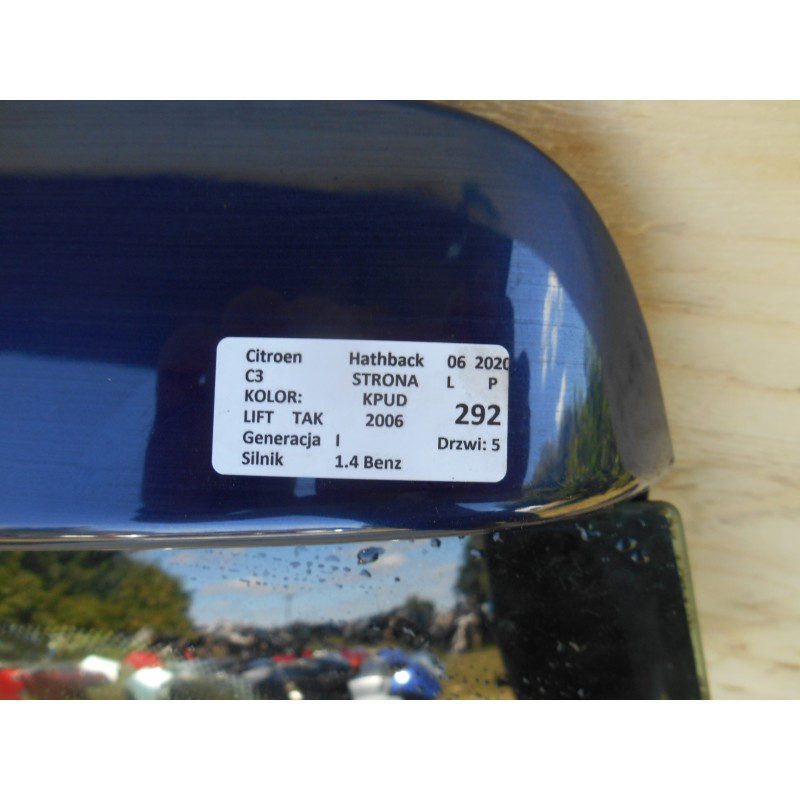 Citroen Hathback 06 2020
C3 STRONA L P
KOLOR: KPUD
LIFT TAK 2006 292
Generacja I Drzwi: 5
Silnik 1.4 Benz